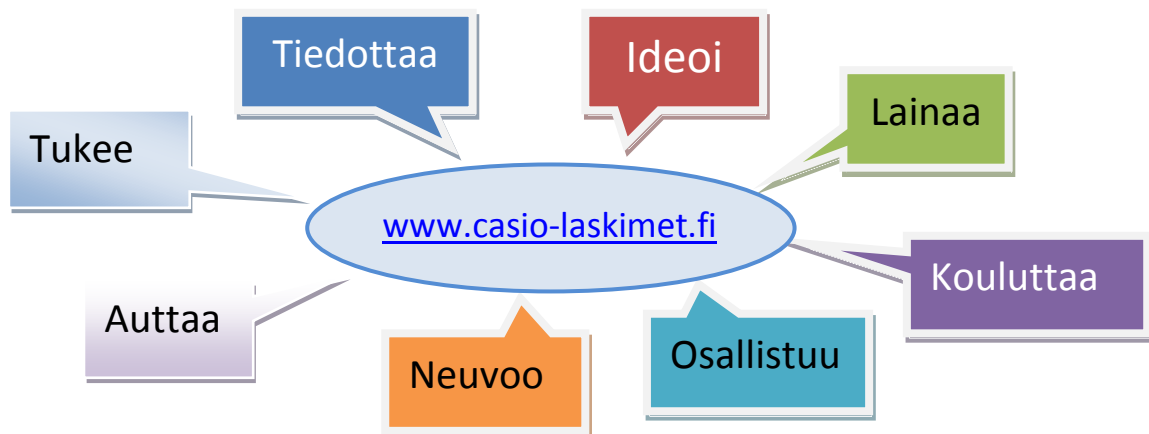 Tiedottaa
Ideoi
Lainaa
Tukee
www.casio-laskimet.fi
Kouluttaa
Auttaa
Neuvoo
Osallistuu